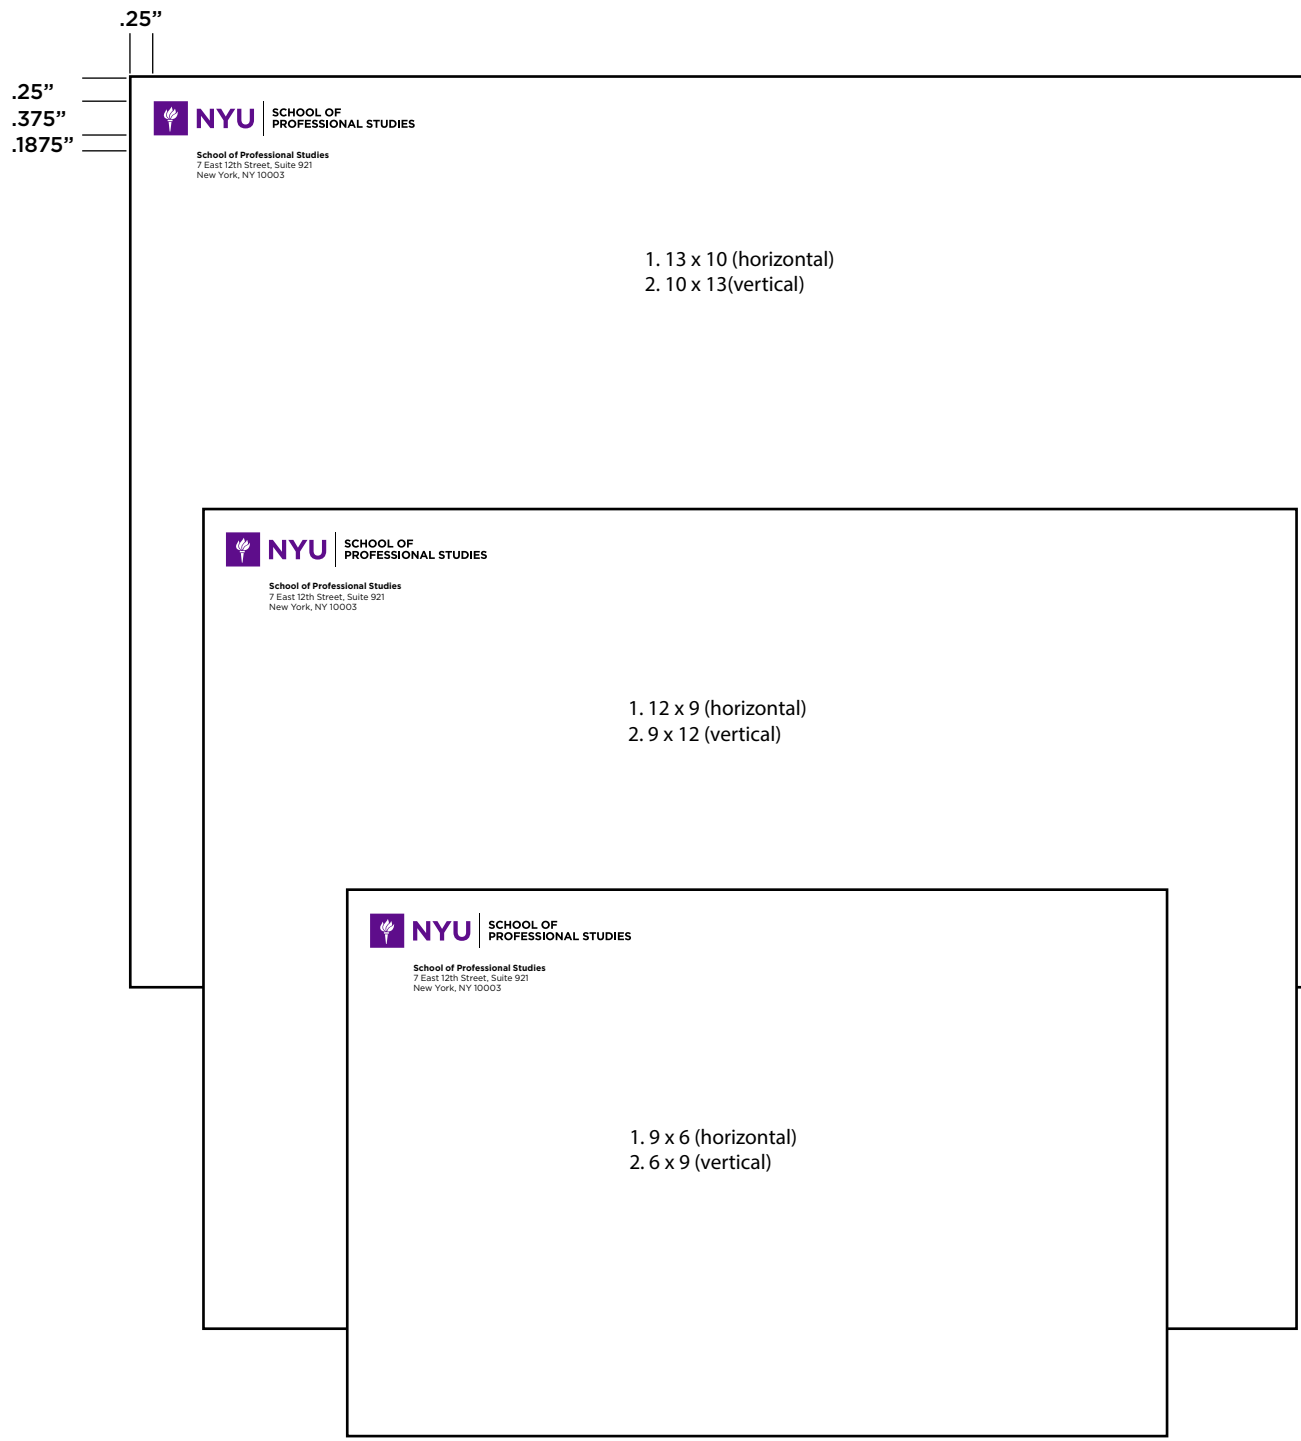 .25”
.25”
.375”
.1875”
NYU SCHOOL OF
PROFESSIONAL STUDIES
School of Professional Studies
7 East 12th Street, Suite 921
New York, NY 10003
1. 13 x 10 (horizontal)
2. 10 x 13(vertical)
NYU SCHOOL OF
PROFESSIONAL STUDIES
School of Professional Studies
7 East 12th Street, Suite 921
New York, NY 10003
1. 12 x 9 (horizontal)
2. 9 x 12 (vertical)
NYU SCHOOL OF
PROFESSIONAL STUDIES
School of Professional Studies
7 East 12th Street, Suite 921
New York, NY 10003
1. 9 x 6 (horizontal)
2. 6 x 9 (vertical)